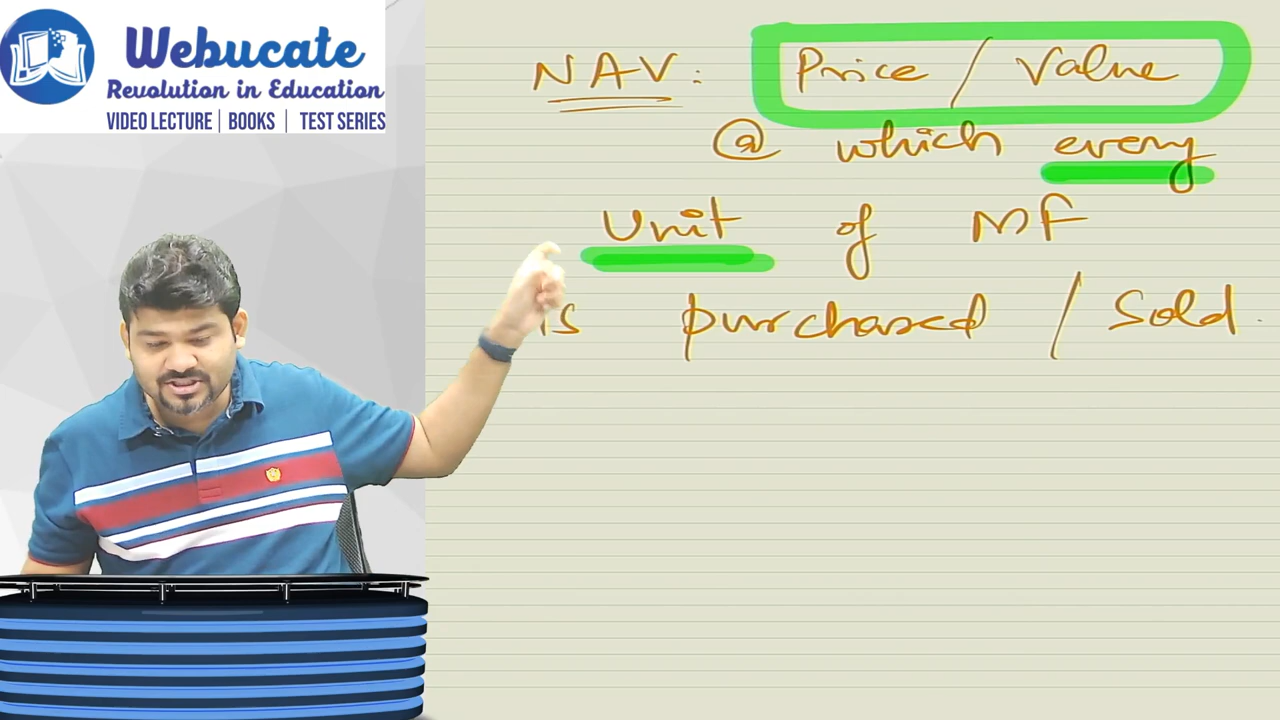 Webucate
Revolution in Education
VIDEO LECTURE | BOOKS | TEST SERIES
NAV: Price / Value
@ which every
Unit of MF
is purchased / Sold.